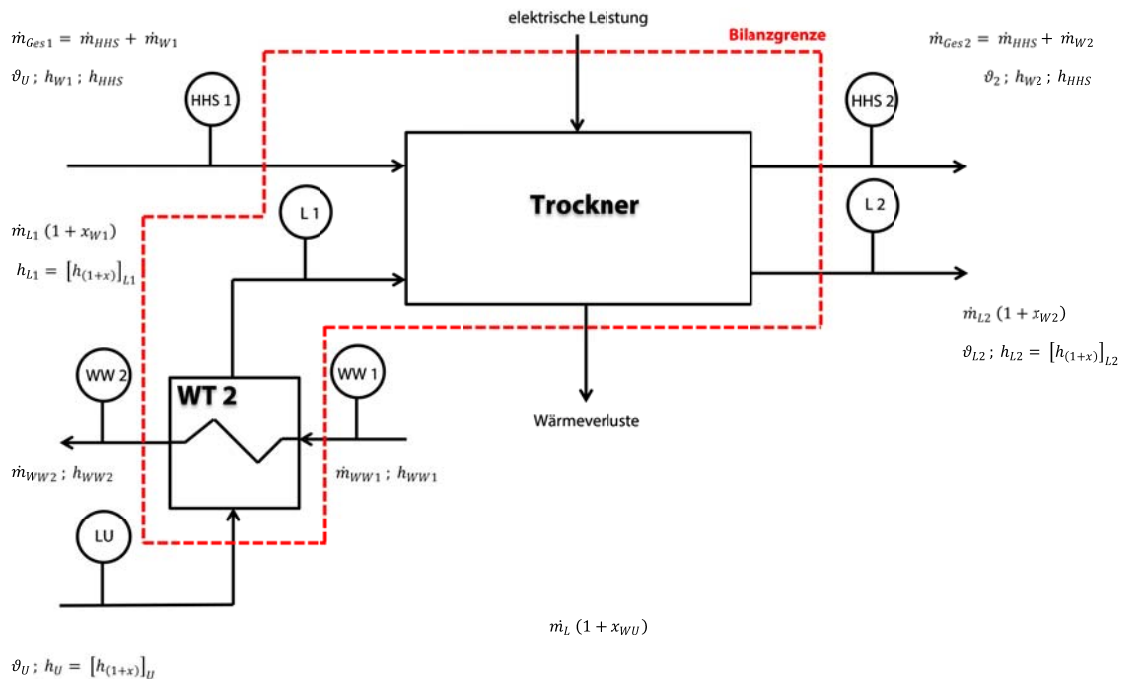 elektrische Leistung
ṁ_Ges1 = ṁ_HHS + ṁ_W1
Bilanzgrenze
ṁ_Ges2 = ṁ_HHS + ṁ_W2
ϑ_U ; h_W1 ; h_HHS
ϑ_2 ; h_W2 ; h_HHS
HHS 1
HHS 2
Trockner
L 1
L 2
ṁ_L1 (1 + x_W1)
h_L1 = [h_(1+x)]_L1
ṁ_L2 (1 + x_W2)
ϑ_L2 ; h_L2 = [h_(1+x)]_L2
WW 2
WT 2
WW 1
Wärmeverluste
ṁ_WW2 ; h_WW2
ṁ_WW1 ; h_WW1
LU
ṁ_L (1 + x_WU)
ϑ_U ; h_U = [h_(1+x)]_U